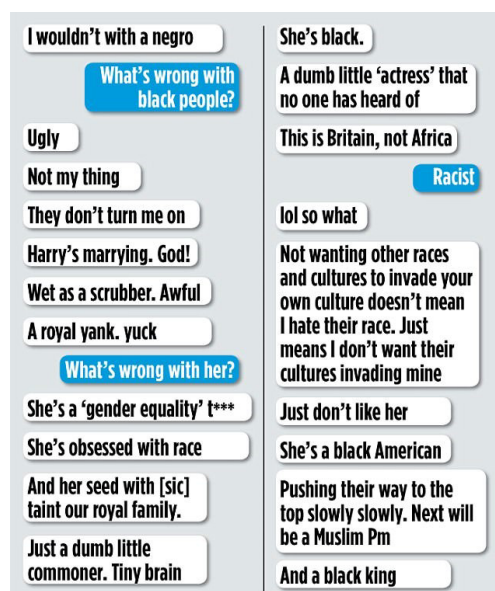 I wouldn't with a negro
What's wrong with
black people?
Ugly
Not my thing
They don't turn me on
Harry's marrying. God!
Wet as a scrubber. Awful
A royal yank. yuck
What's wrong with her?
She's a 'gender equality' t***
She's obsessed with race
And her seed with [sic]
taint our royal family.
Just a dumb little
commoner. Tiny brain
She's black.
A dumb little 'actress' that
no one has heard of
This is Britain, not Africa
Racist
lol so what
Not wanting other races
and cultures to invade your
own culture doesn't mean
I hate their race. Just
means I don't want their
cultures invading mine
Just don't like her
She's a black American
Pushing their way to the
top slowly slowly. Next will
be a Muslim Pm
And a black king